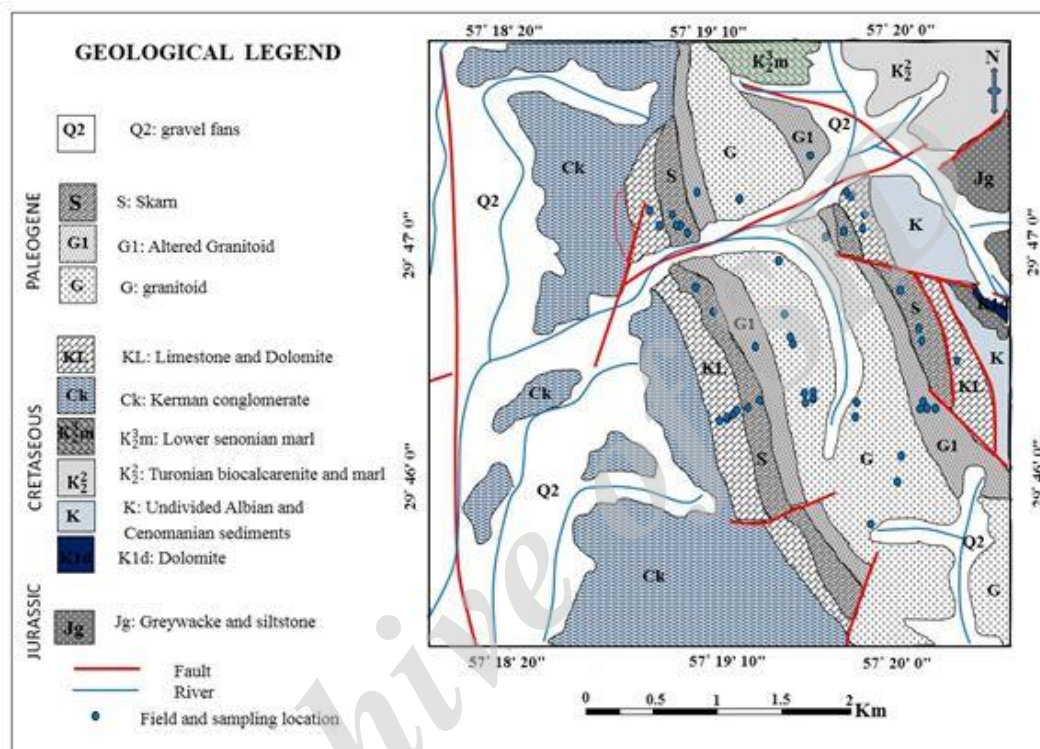 GEOLOGICAL LEGEND
Q2
Q2: gravel fans
PALEOGENE
S
S: Skarn
G1
G1: Altered Granitoid
G
G: granitoid
CRETASEOUS
KL
KL: Limestone and Dolomite
Ck
Ck: Kerman conglomerate
K³₂m
K³₂m: Lower senonian marl
K²₂
K²₂: Turonian biocalcarenite and marl
K
K: Undivided Albian and
Cenomanian sediments
K1d
K1d: Dolomite
JURASSIC
Jg
Jg: Greywacke and siltstone
Fault
River
Field and sampling location
57° 18' 20"
57° 19' 10"
57° 20' 0"
K³₂m
K²₂
N
Q2
G1
G
Ck
S
Jg
Q2
K
29° 47' 0"
29° 47' 0"
S
G1
K
KL
KL
Ck
G1
S
G
29° 46' 0"
29° 46' 0"
Q2
Q2
Ck
G
57° 18' 20"
57° 19' 10"
57° 20' 0"
0
0.5
1
1.5
2
Km